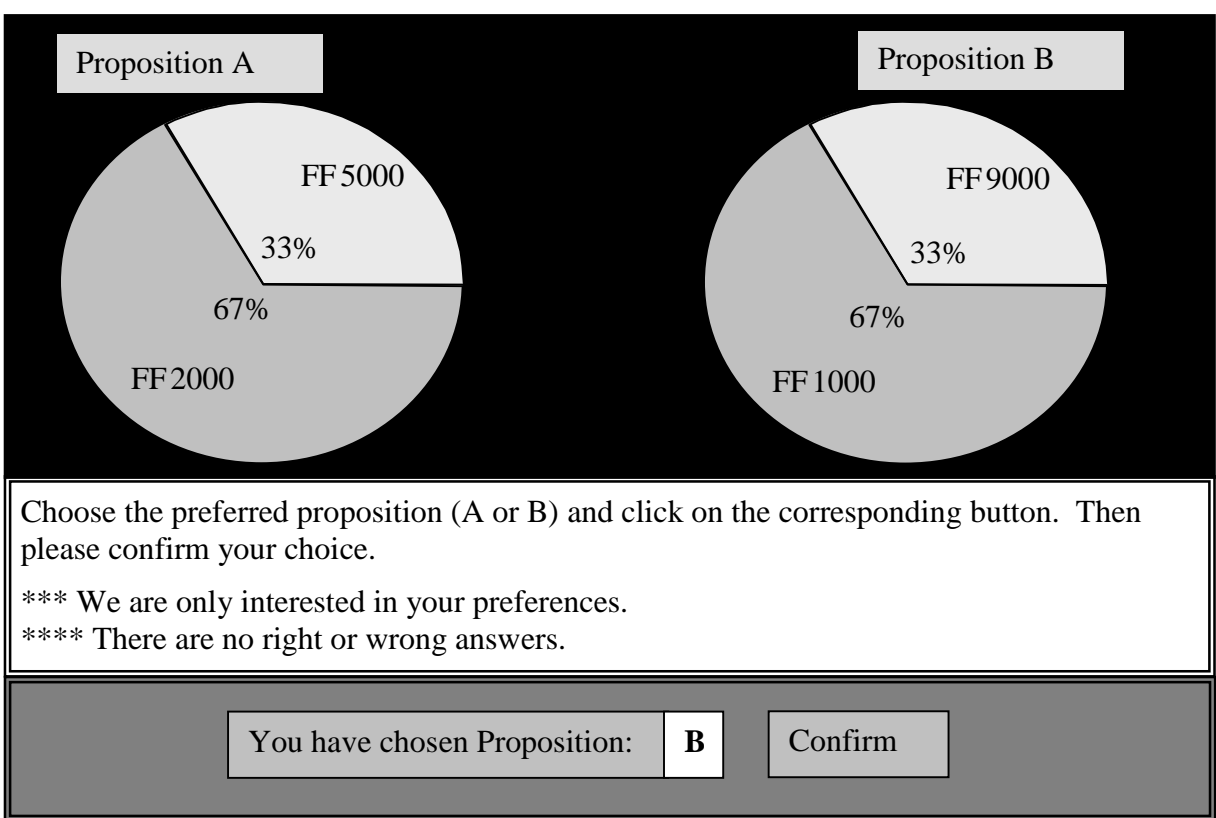 Proposition A
Proposition B
FF 5000
33%
67%
FF 2000
FF 9000
33%
67%
FF 1000
Choose the preferred proposition (A or B) and click on the corresponding button. Then
please confirm your choice.
*** We are only interested in your preferences.
**** There are no right or wrong answers.
You have chosen Proposition: B
Confirm